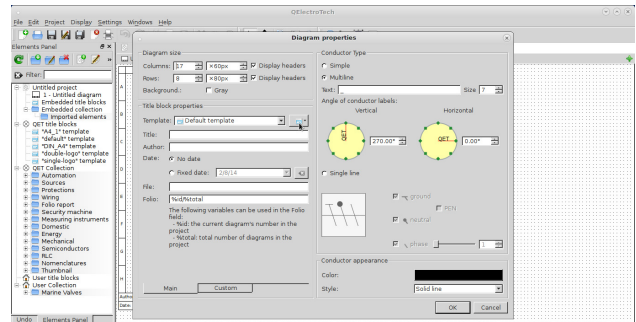 QElectroTech
File Edit Project Display Settings Windows Help
Elements Panel
Filter:
Untitled project
1 - Untitled diagram
Embedded title blocks
Embedded collection
Imported elements
QET title blocks
"A4_1" template
"default" template
"DIN_A4" template
"double-logo" template
"single-logo" template
QET Collection
Automation
Sources
Protections
Wiring
Folio report
Security machine
Measuring instruments
Domestic
Energy
Mechanical
Semiconductors
RLC
Nomenclatures
Thumbnail
User title blocks
User Collection
Marine Valves
Undo Elements Panel
A
B
C
D
E
F
G
H
Date:
Diagram properties
Diagram size
Columns: 17 ×60px Display headers
Rows: 8 ×80px Display headers
Background: Gray
Title block properties
Template: Default template
Title:
Author:
Date: No date
Fixed date: 2/8/14
File:
Folio: %id/%total
The following variables can be used in the Folio
field:
- %id: the current diagram's number in the
project
- %total: total number of diagrams in the
project
Main Custom
Conductor Type
Simple
Multiline
Text: _ Size 7
Angle of conductor labels:
Vertical Horizontal
QET 270.00° QET 0.00°
Single line
ground
PEN
neutral
phase 1
Conductor appearance
Color:
Style: Solid line
OK Cancel